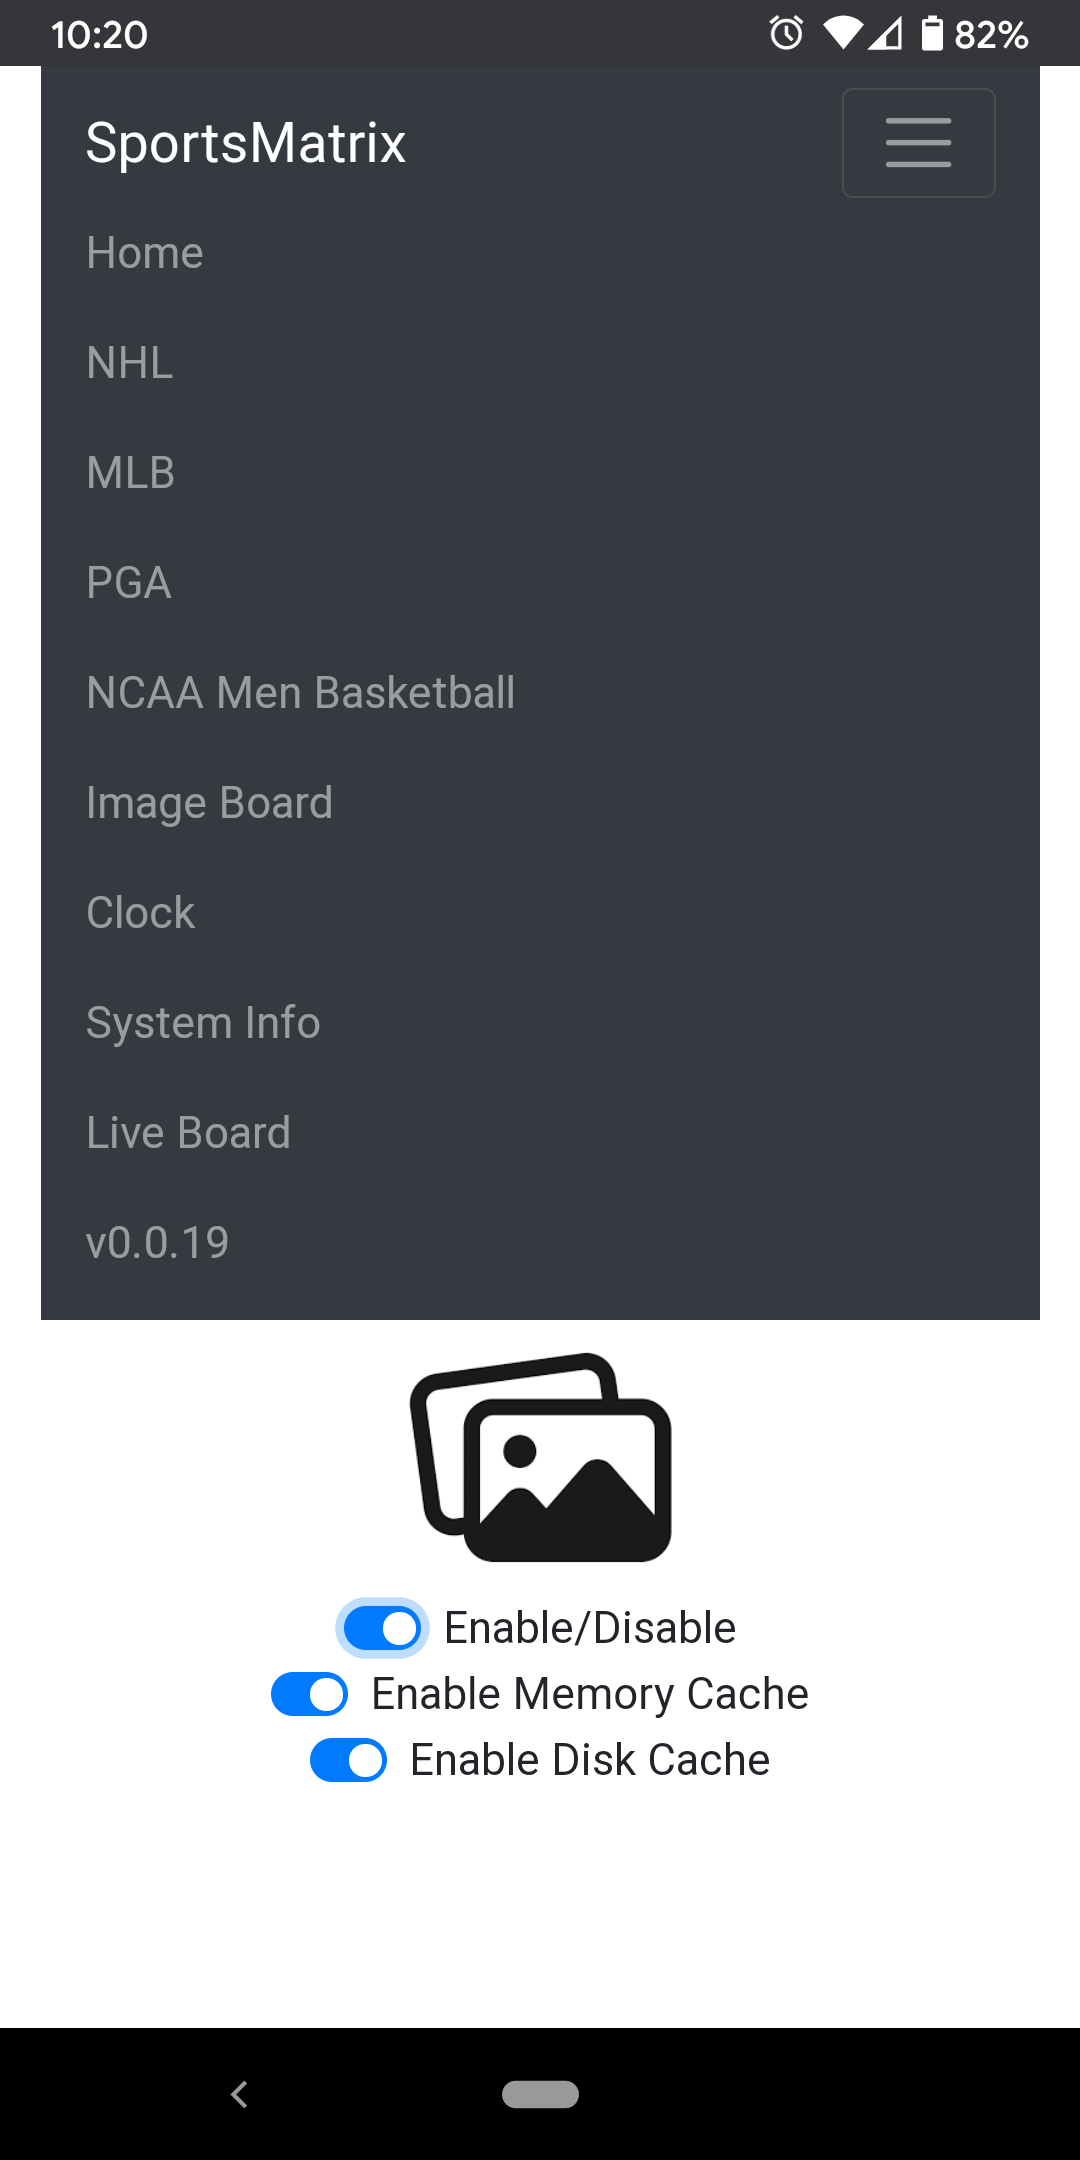 10:20
82%
SportsMatrix
Home
NHL
MLB
PGA
NCAA Men Basketball
Image Board
Clock
System Info
Live Board
v0.0.19
Enable/Disable
Enable Memory Cache
Enable Disk Cache